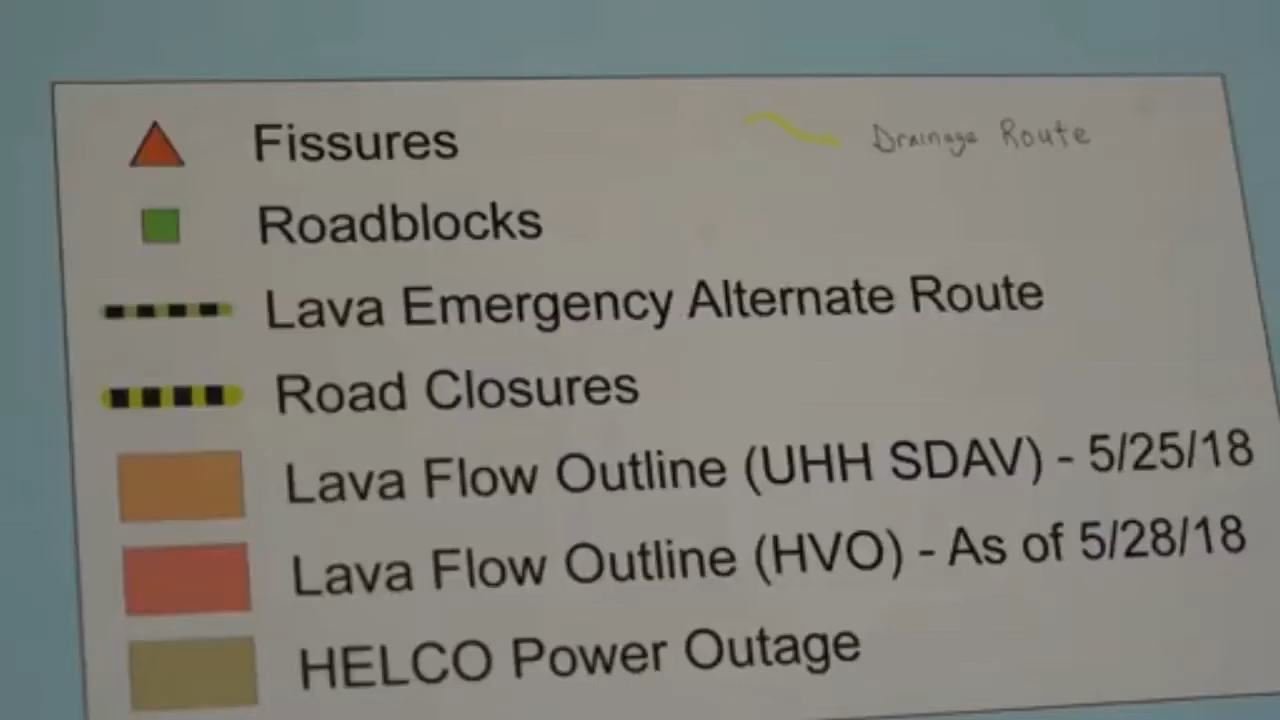 Fissures
Drainage Route
Roadblocks
Lava Emergency Alternate Route
Road Closures
Lava Flow Outline (UHH SDAV) - 5/25/18
Lava Flow Outline (HVO) - As of 5/28/18
HELCO Power Outage